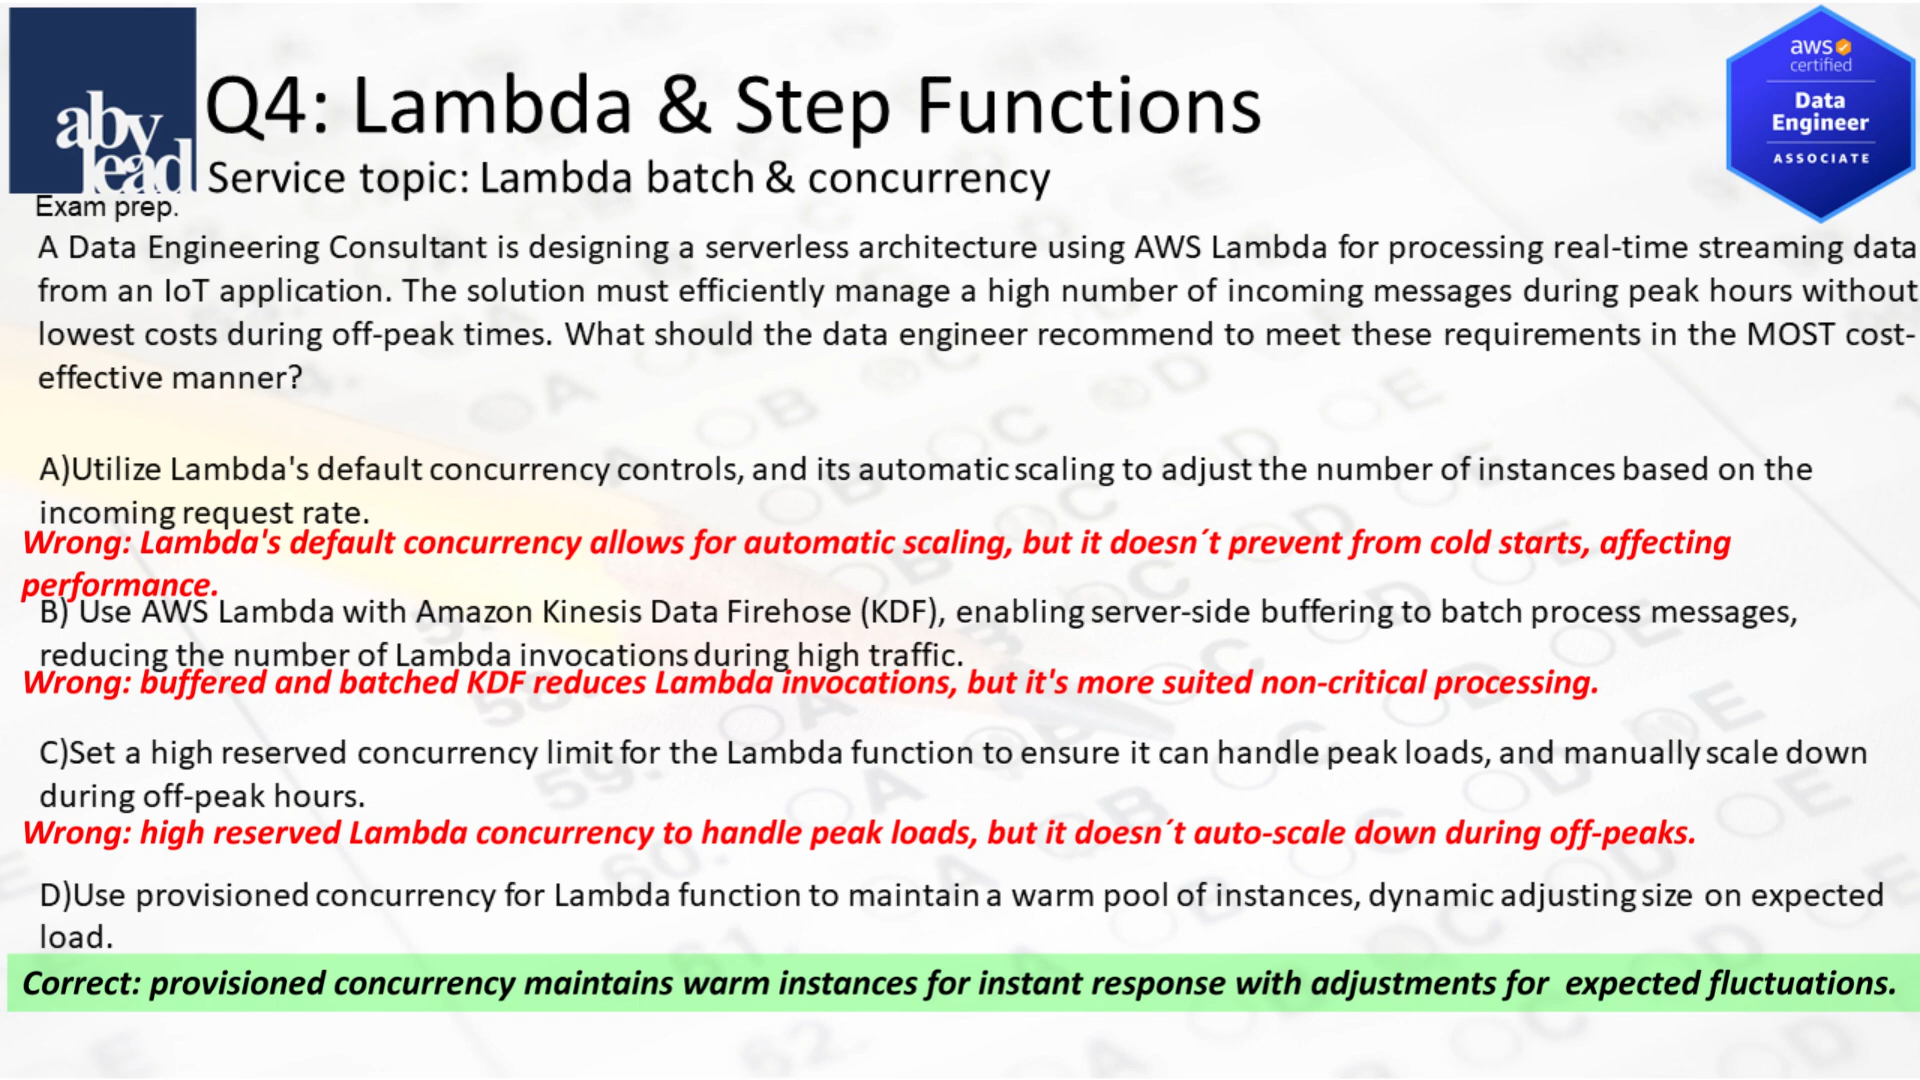 aby
lead
Q4: Lambda & Step Functions
Service topic: Lambda batch & concurrency
Exam prep.
aws
certified
Data
Engineer
ASSOCIATE
A Data Engineering Consultant is designing a serverless architecture using AWS Lambda for processing real-time streaming data
from an IoT application. The solution must efficiently manage a high number of incoming messages during peak hours without
lowest costs during off-peak times. What should the data engineer recommend to meet these requirements in the MOST cost-
effective manner?
A)Utilize Lambda's default concurrency controls, and its automatic scaling to adjust the number of instances based on the
incoming request rate.
Wrong: Lambda's default concurrency allows for automatic scaling, but it doesn´t prevent from cold starts, affecting
performance.
B) Use AWS Lambda with Amazon Kinesis Data Firehose (KDF), enabling server-side buffering to batch process messages,
reducing the number of Lambda invocations during high traffic.
Wrong: buffered and batched KDF reduces Lambda invocations, but it's more suited non-critical processing.
C)Set a high reserved concurrency limit for the Lambda function to ensure it can handle peak loads, and manually scale down
during off-peak hours.
Wrong: high reserved Lambda concurrency to handle peak loads, but it doesn´t auto-scale down during off-peaks.
D)Use provisioned concurrency for Lambda function to maintain a warm pool of instances, dynamic adjusting size on expected
load.
Correct: provisioned concurrency maintains warm instances for instant response with adjustments for expected fluctuations.